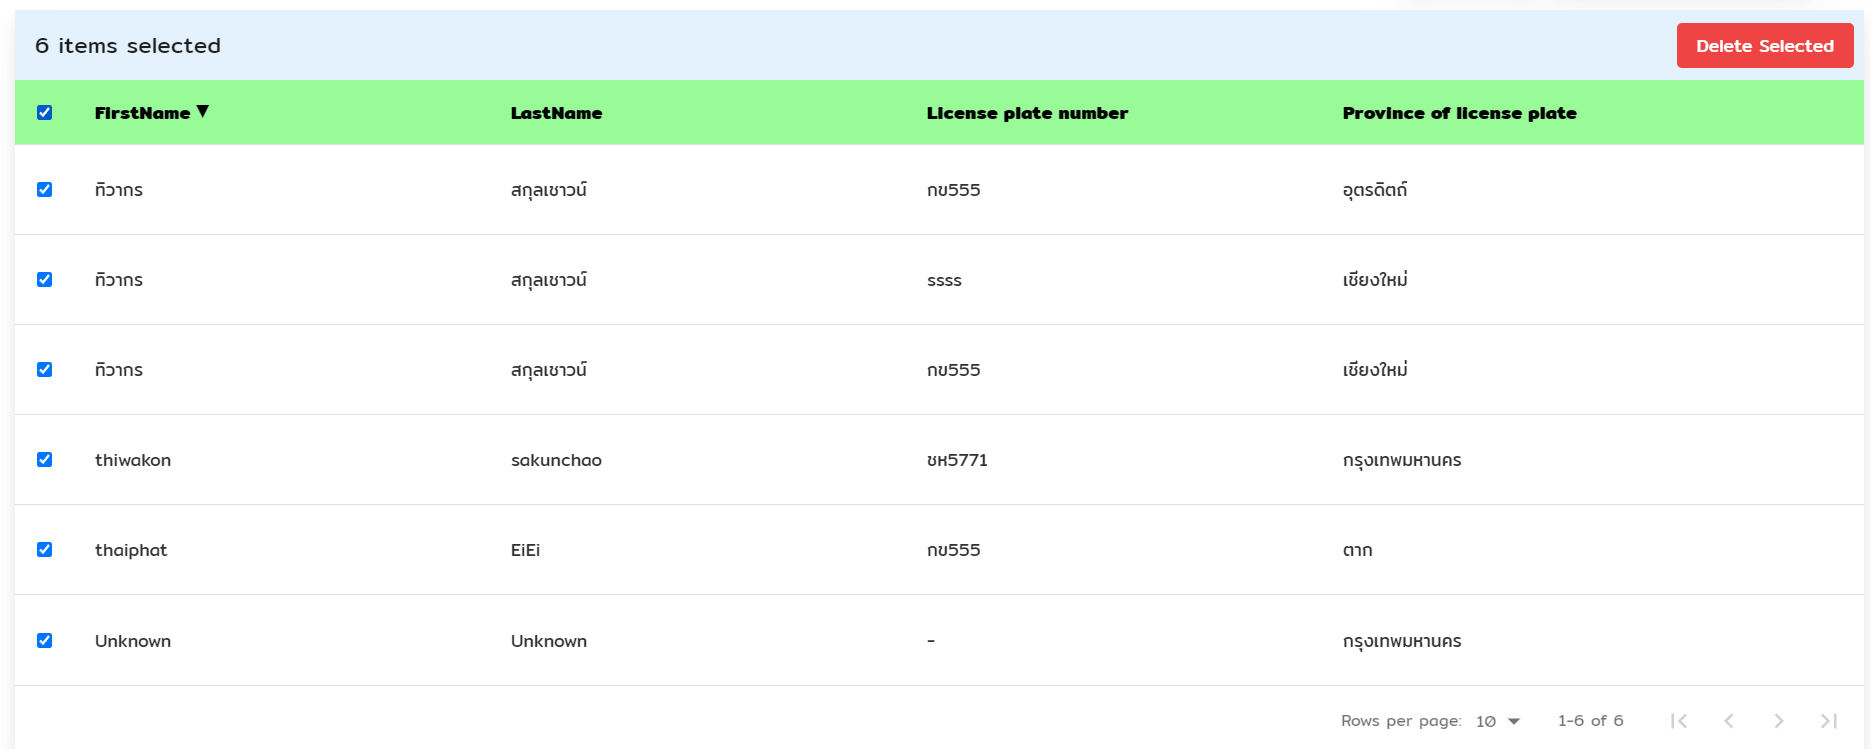 6 items selected Delete Selected
FirstName ▼ LastName License plate number Province of license plate
ทิวากร สกุลเชาวน์ กข555 อุตรดิตถ์
ทิวากร สกุลเชาวน์ ssss เชียงใหม่
ทิวากร สกุลเชาวน์ กข555 เชียงใหม่
thiwakon sakunchao ชห5771 กรุงเทพมหานคร
thaiphat EiEi กข555 ตาก
Unknown Unknown - กรุงเทพมหานคร
Rows per page: 10 1-6 of 6